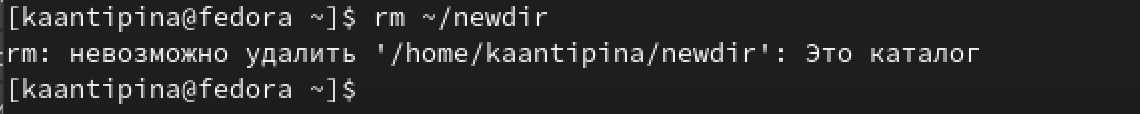 [kaantipina@fedora ~]$ rm ~/newdir
rm: невозможно удалить '/home/kaantipina/newdir': Это каталог
[kaantipina@fedora ~]$